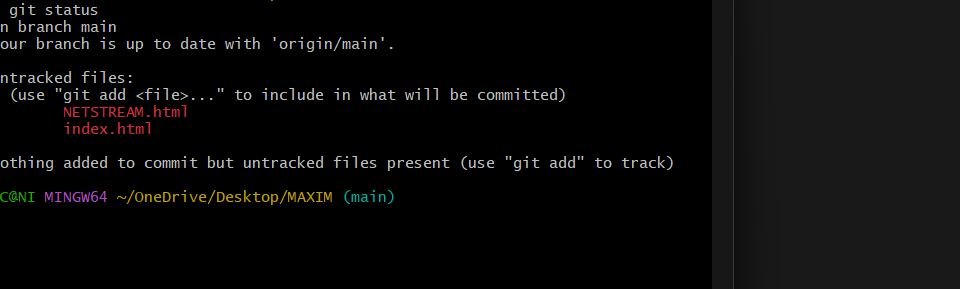 git status
n branch main
our branch is up to date with 'origin/main'.
ntracked files:
(use "git add <file>..." to include in what will be committed)
NETSTREAM.html
index.html
othing added to commit but untracked files present (use "git add" to track)
C@NI MINGW64 ~/OneDrive/Desktop/MAXIM (main)